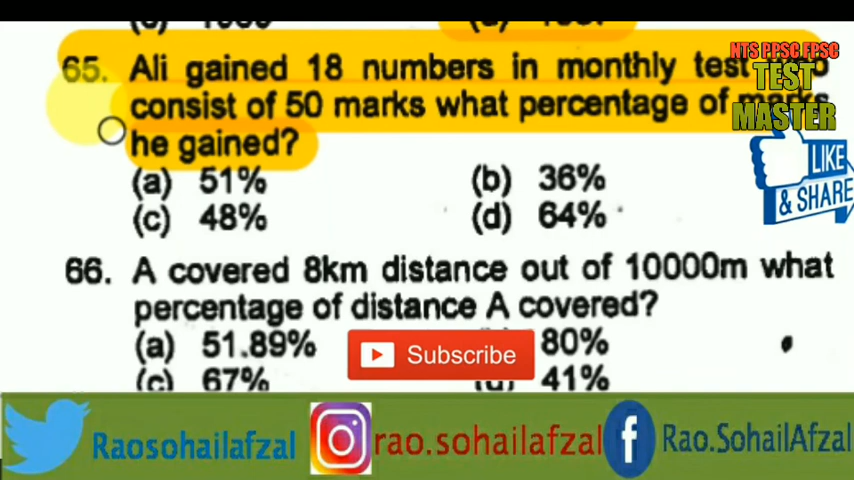 65. Ali gained 18 numbers in monthly test
consist of 50 marks what percentage of marks
he gained?
(a) 51% (b) 36%
(c) 48% (d) 64%
66. A covered 8km distance out of 10000m what
percentage of distance A covered?
(a) 51.89% 80%
(c) 67% (d) 41%
NTS PPSC FPSC
TEST
MASTER
LIKE
& SHARE
Subscribe
Raosohailafzal rao.sohailafzal Rao.SohailAfzal